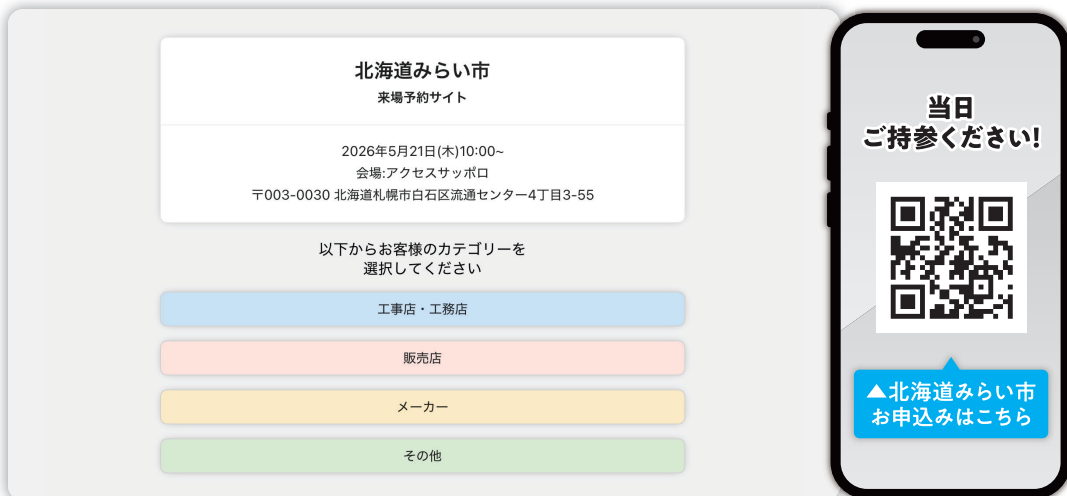 北海道みらい市
来場予約サイト
2026年5月21日(木)10:00~
会場:アクセスサッポロ
〒003-0030 北海道札幌市白石区流通センター4丁目3-55
以下からお客様のカテゴリーを
選択してください
工事店・工務店
販売店
メーカー
その他
当日
ご持参ください!
▲北海道みらい市
お申込みはこちら